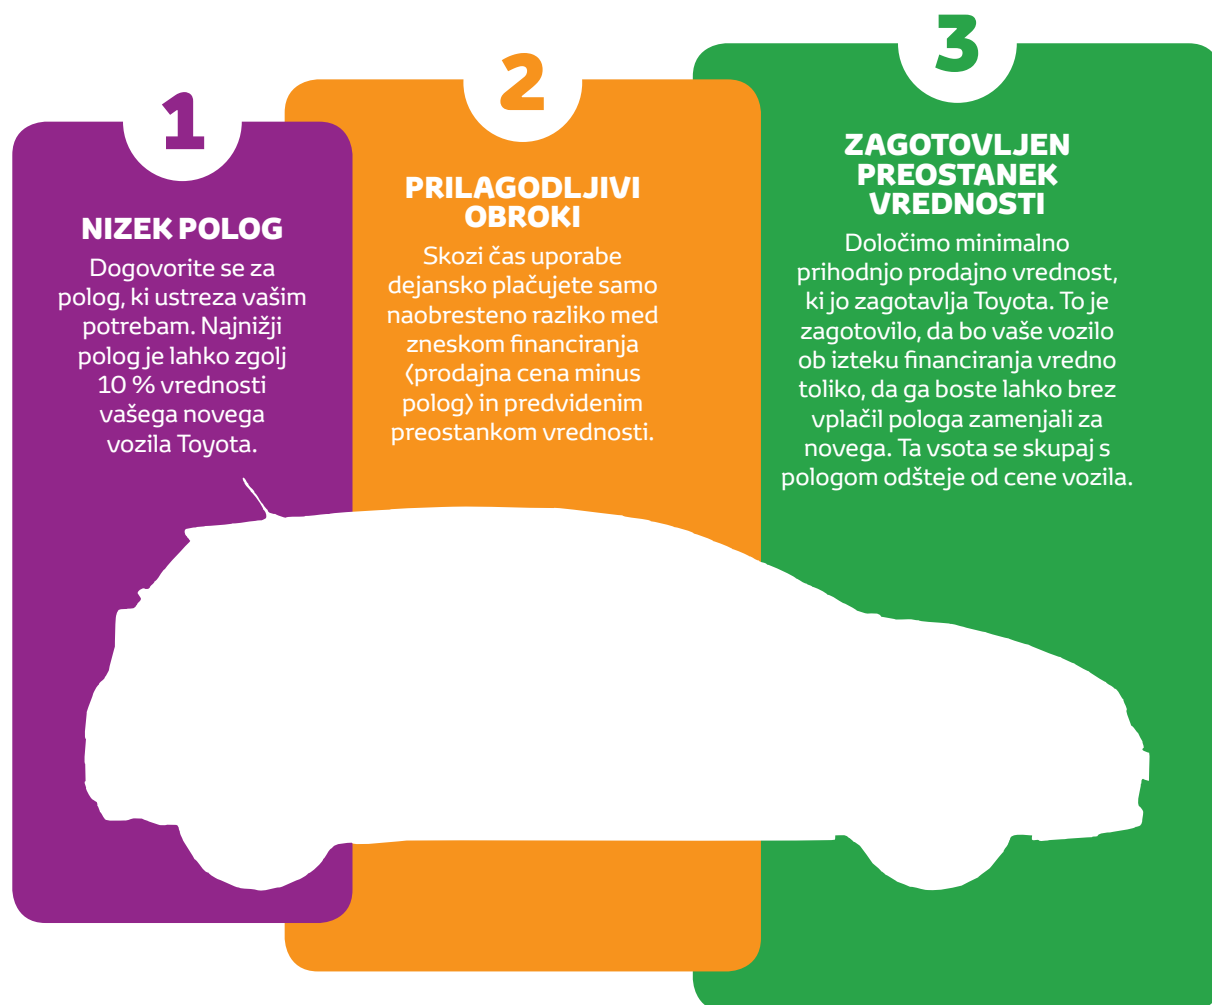 1
NIZEK POLOG
Dogovorite se za
polog, ki ustreza vašim
potrebam. Najnižji
polog je lahko zgolj
10 % vrednosti
vašega novega
vozila Toyota.
2
PRILAGODLJIVI
OBROKI
Skozi čas uporabe
dejansko plačujete samo
naobresteno razliko med
zneskom financiranja
⟨prodajna cena minus
polog⟩ in predvidenim
preostankom vrednosti.
3
ZAGOTOVLJEN
PREOSTANEK
VREDNOSTI
Določimo minimalno
prihodnjo prodajno vrednost,
ki jo zagotavlja Toyota. To je
zagotovilo, da bo vaše vozilo
ob izteku financiranja vredno
toliko, da ga boste lahko brez
vplačil pologa zamenjali za
novega. Ta vsota se skupaj s
pologom odšteje od cene vozila.